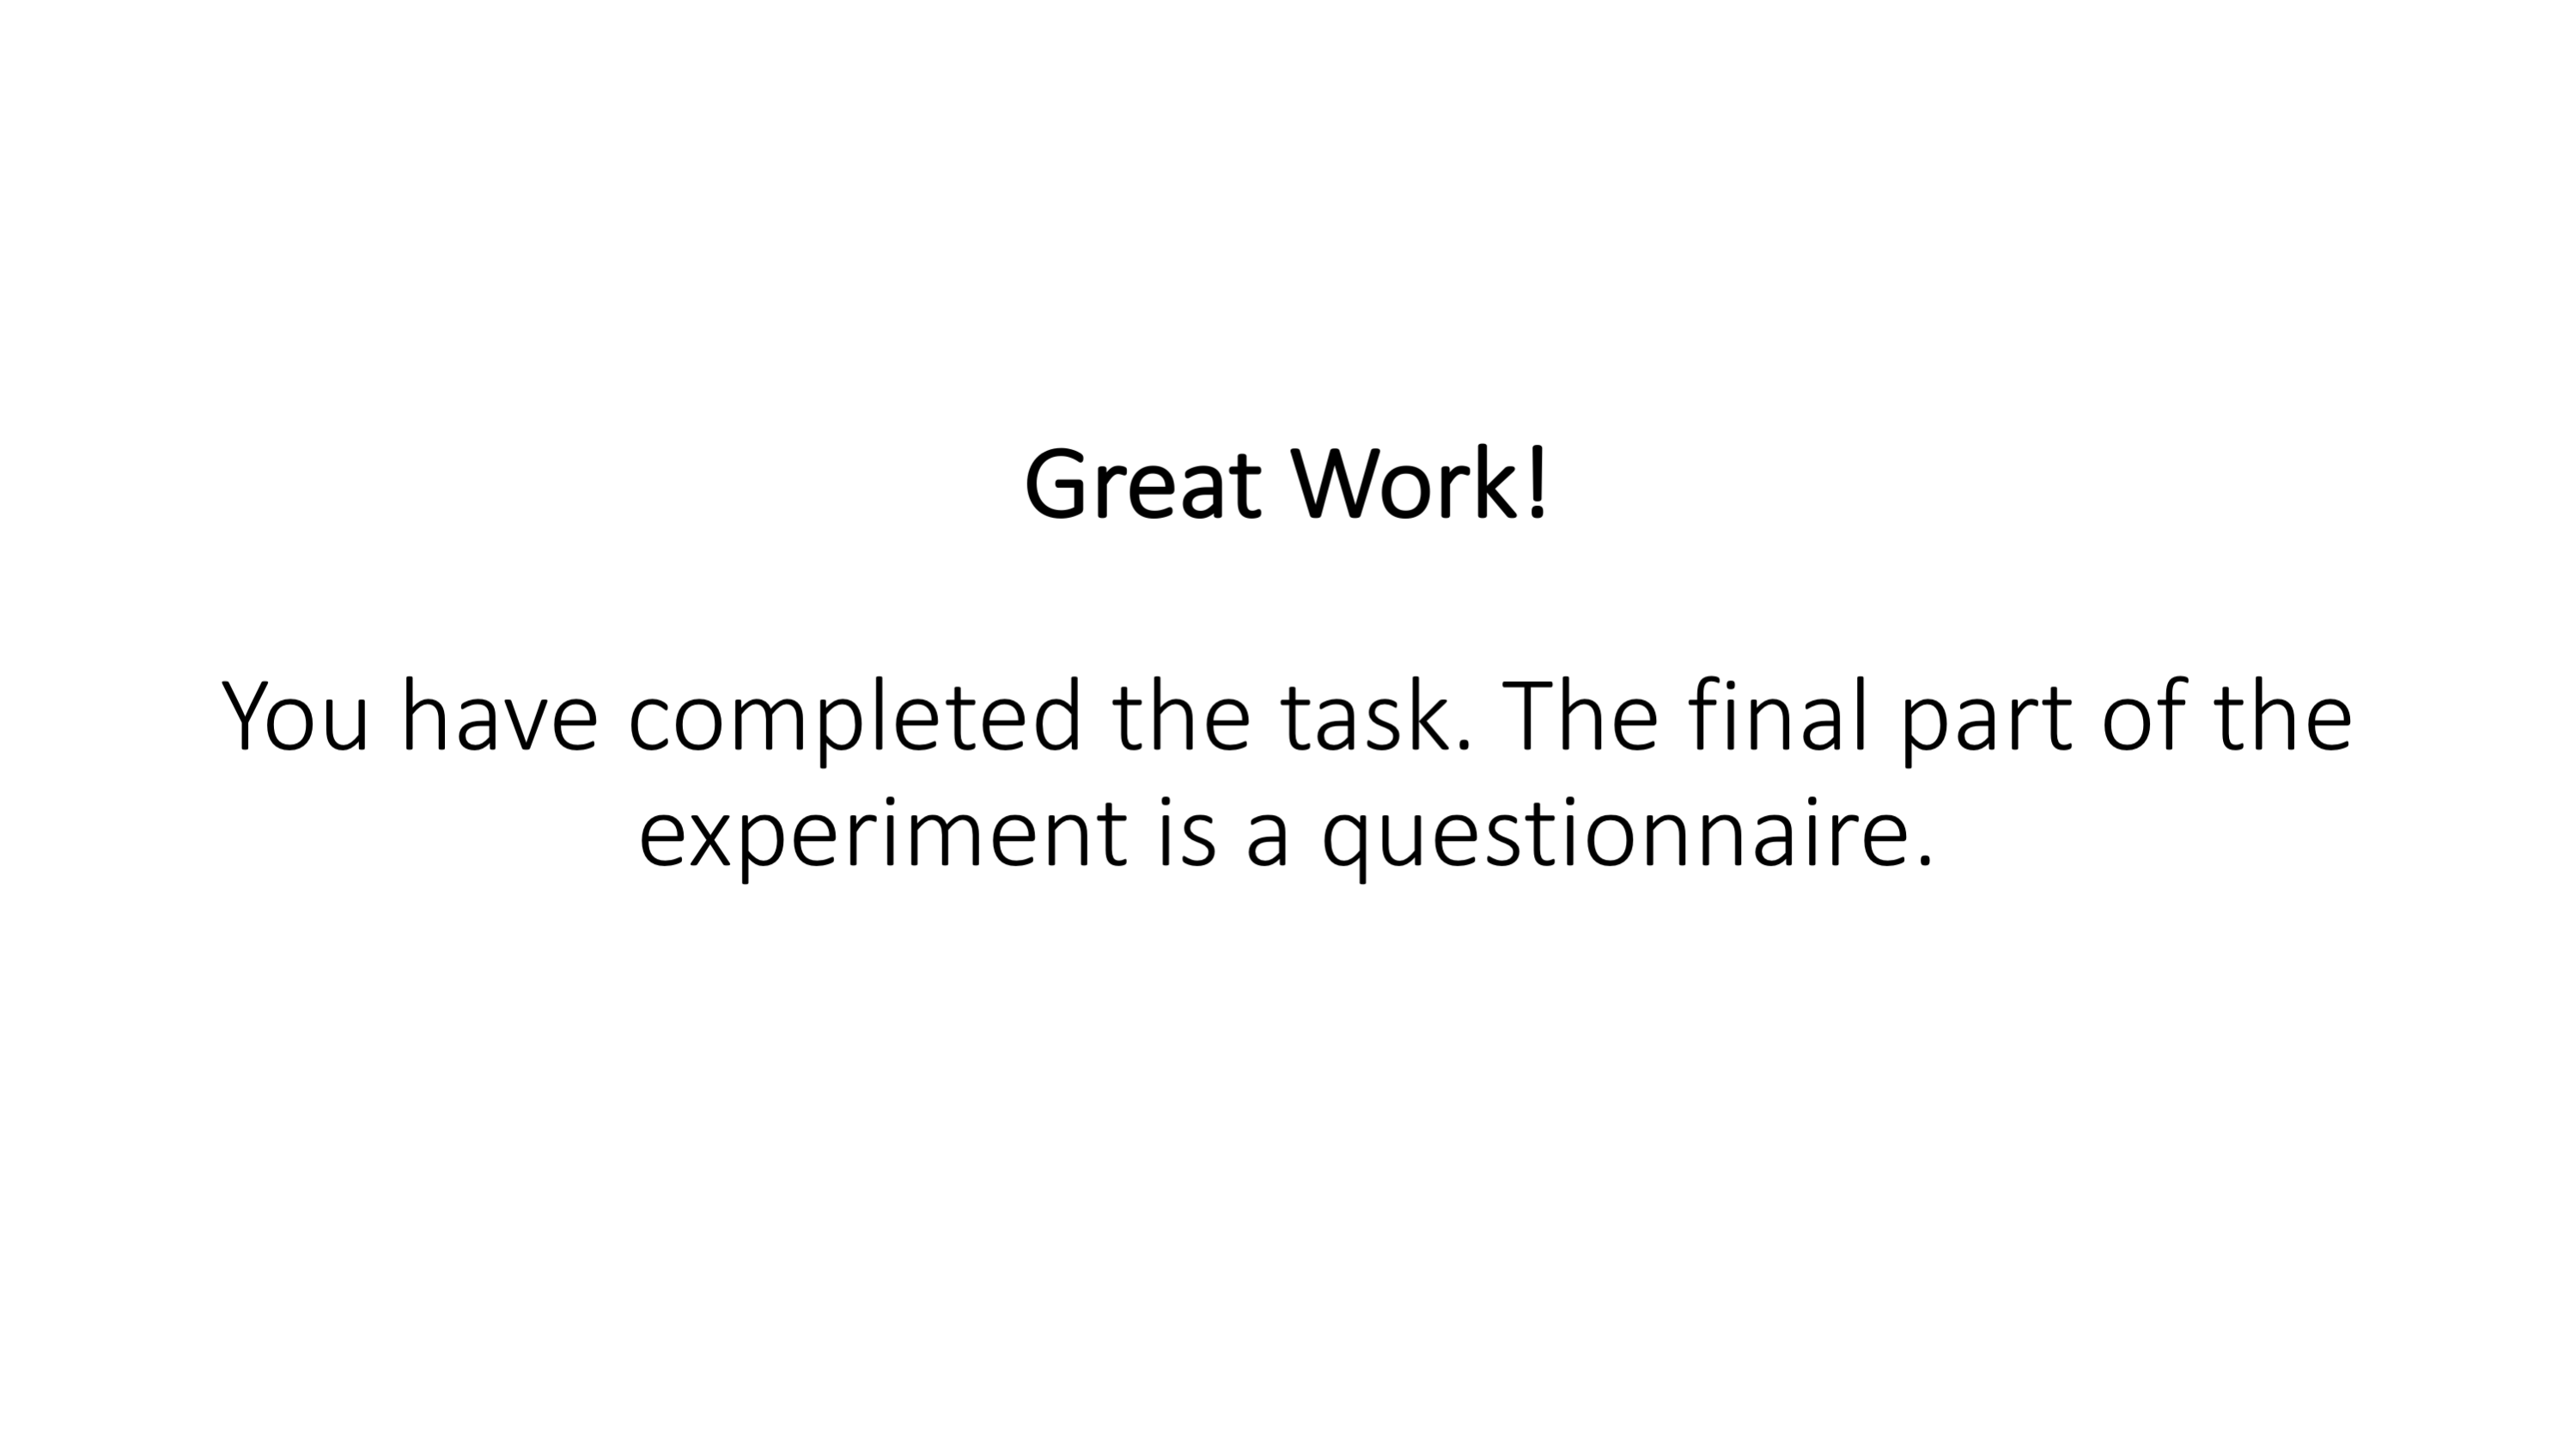 Great Work!
You have completed the task. The final part of the
experiment is a questionnaire.